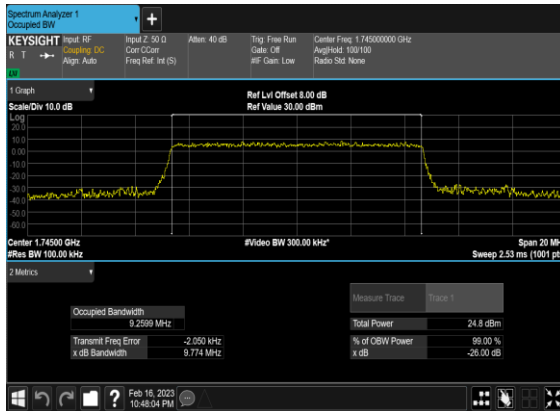 Spectrum Analyzer 1
Occupied BW
KEYSIGHT
R T
Input: RF
Coupling: DC
Align: Auto
Input Z: 50 Ω
Corr CCorr
Freq Ref: Int (S)
Atten: 40 dB
Trig: Free Run
Gate: Off
#IF Gain: Low
Center Freq: 1.745000000 GHz
Avg|Hold: 100/100
Radio Std: None
1 Graph
Scale/Div 10.0 dB
Ref Lvl Offset 8.00 dB
Ref Value 30.00 dBm
Log
20.0
10.0
0.00
-10.0
-20.0
-30.0
-40.0
-50.0
-60.0
Center 1.74500 GHz
#Res BW 100.00 kHz
#Video BW 300.00 kHz*
Span 20 MH
Sweep 2.53 ms (1001 pt
2 Metrics
Measure Trace
Trace 1
Occupied Bandwidth
9.2599 MHz
Total Power
24.8 dBm
Transmit Freq Error
-2.050 kHz
% of OBW Power
99.00 %
x dB Bandwidth
9.774 MHz
x dB
-26.00 dB
?
Feb 16, 2023
10:48:04 PM